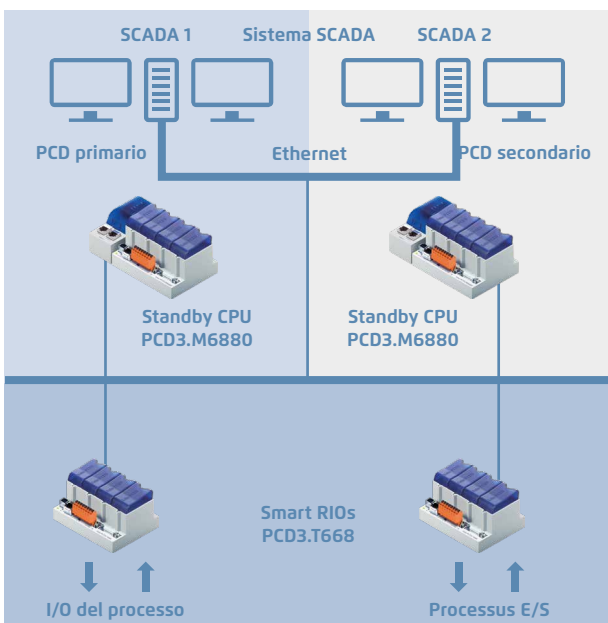 SCADA 1 Sistema SCADA SCADA 2
PCD primario Ethernet PCD secondario
Standby CPU
PCD3.M6880
Standby CPU
PCD3.M6880
Smart RIOs
PCD3.T668
I/O del processo Processus E/S